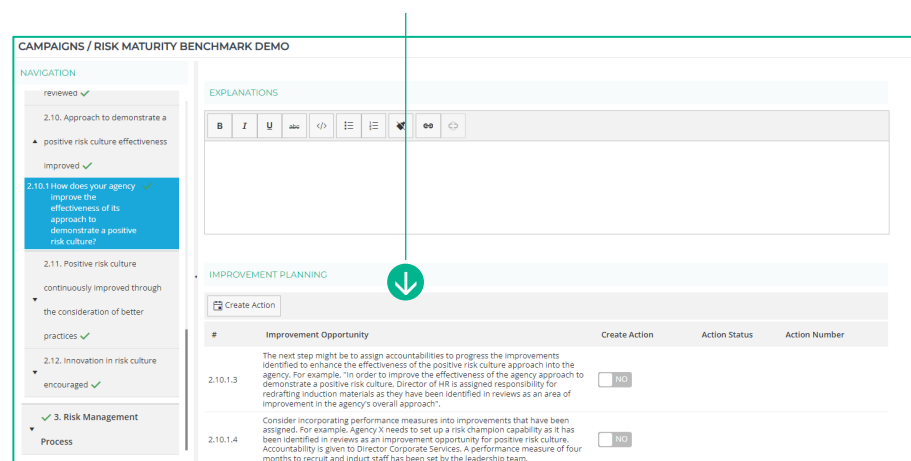 CAMPAIGNS / RISK MATURITY BENCHMARK DEMO
NAVIGATION
reviewed
2.10. Approach to demonstrate a
positive risk culture effectiveness
improved
2.10.1 How does your agency
improve the
effectiveness of its
approach to
demonstrate a positive
risk culture?
2.11. Positive risk culture
continuously improved through
the consideration of better
practices
2.12. Innovation in risk culture
encouraged
3. Risk Management
Process
EXPLANATIONS
B I U abc </>
IMPROVEMENT PLANNING
Create Action
# Improvement Opportunity Create Action Action Status Action Number
The next step might be to assign accountabilities to progress the improvements
identified to enhance the effectiveness of the positive risk culture approach into the
agency. For example. "In order to improve the effectiveness of the agency approach to
2.10.1.3 demonstrate a positive risk culture, Director of HR is assigned responsibility for NO
redrafting induction materials as they have been identified in reviews as an area of
improvement in the agency's overall approach".
Consider incorporating performance measures into improvements that have been
assigned. For example, Agency X needs to set up a risk champion capability as it has
2.10.1.4 been identified in reviews as an improvement opportunity for positive risk culture. NO
Accountability is given to Director Corporate Services. A performance measure of four
months to recruit and induct staff has been set by the leadership team.